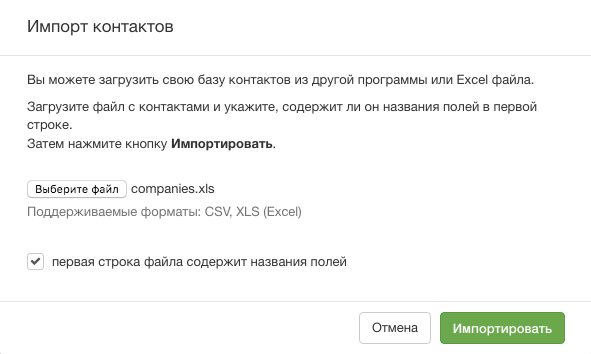 Импорт контактов
Вы можете загрузить свою базу контактов из другой программы или Excel файла.
Загрузите файл с контактами и укажите, содержит ли он названия полей в первой
строке.
Затем нажмите кнопку Импортировать.
Выберите файл companies.xls
Поддерживаемые форматы: CSV, XLS (Excel)
первая строка файла содержит названия полей
Отмена Импортировать